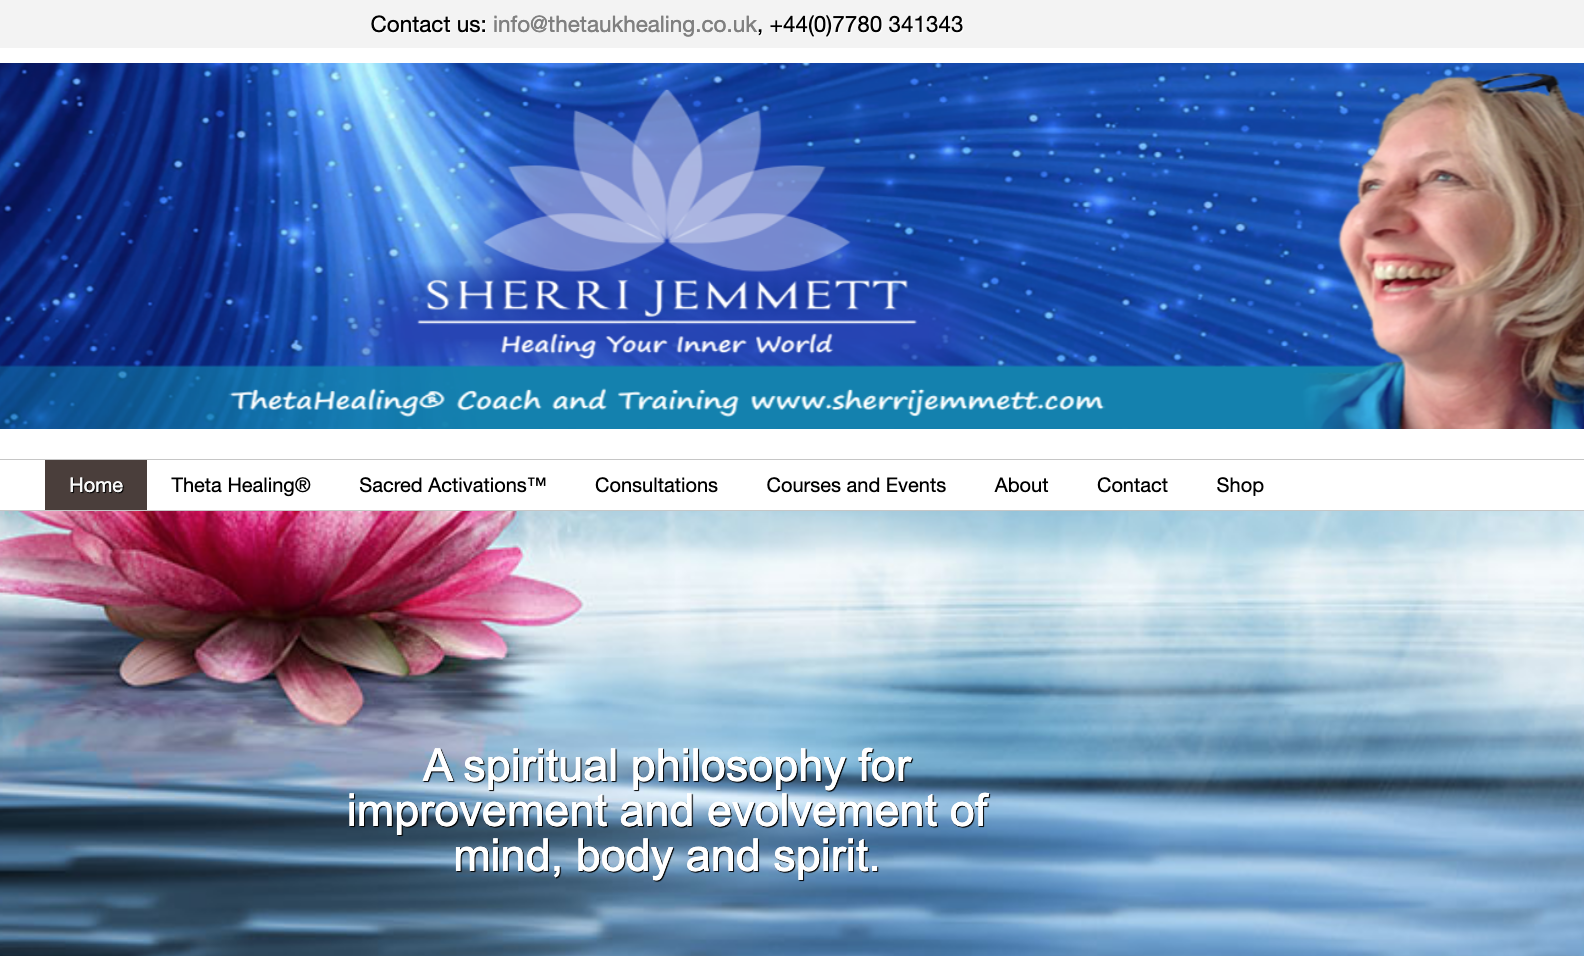 Contact us: info@thetaukhealing.co.uk, +44(0)7780 341343
SHERRI JEMMETT
Healing Your Inner World
ThetaHealing® Coach and Training www.sherrijemmett.com
Home Theta Healing® Sacred Activations™ Consultations Courses and Events About Contact Shop
A spiritual philosophy for
improvement and evolvement of
mind, body and spirit.